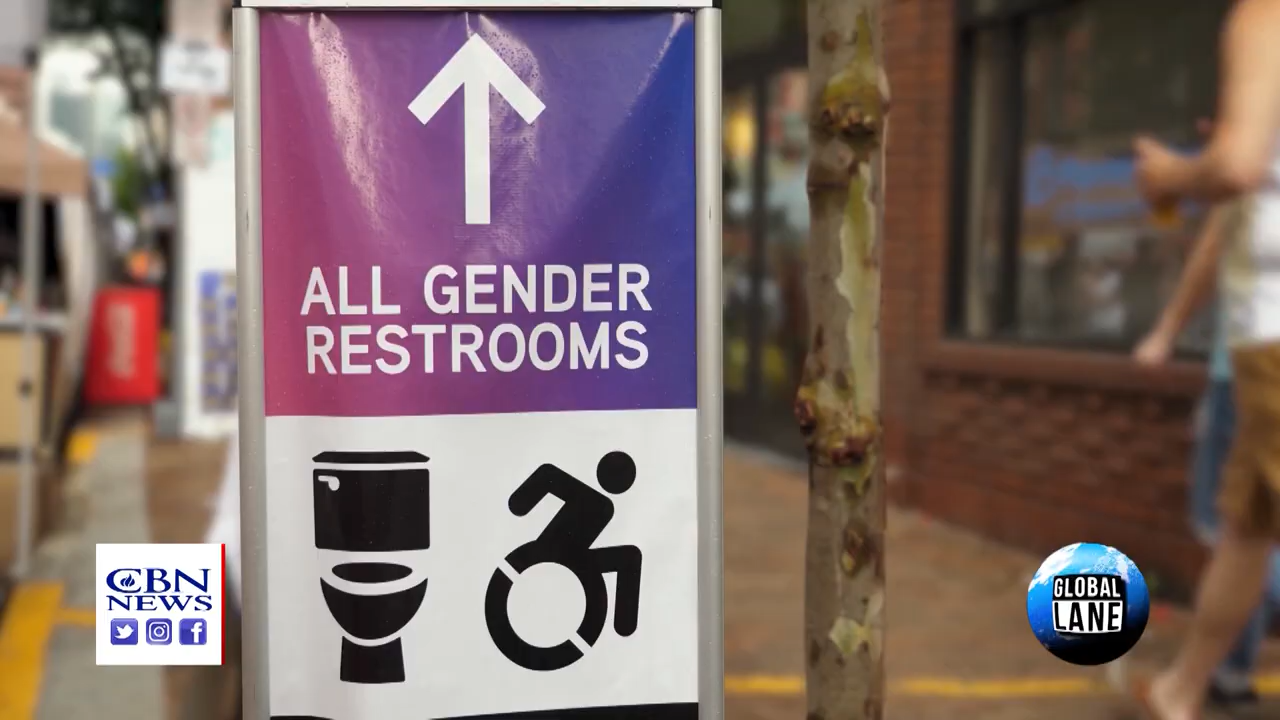 ALL GENDER
RESTROOMS
CBN
NEWS
GLOBAL
LANE